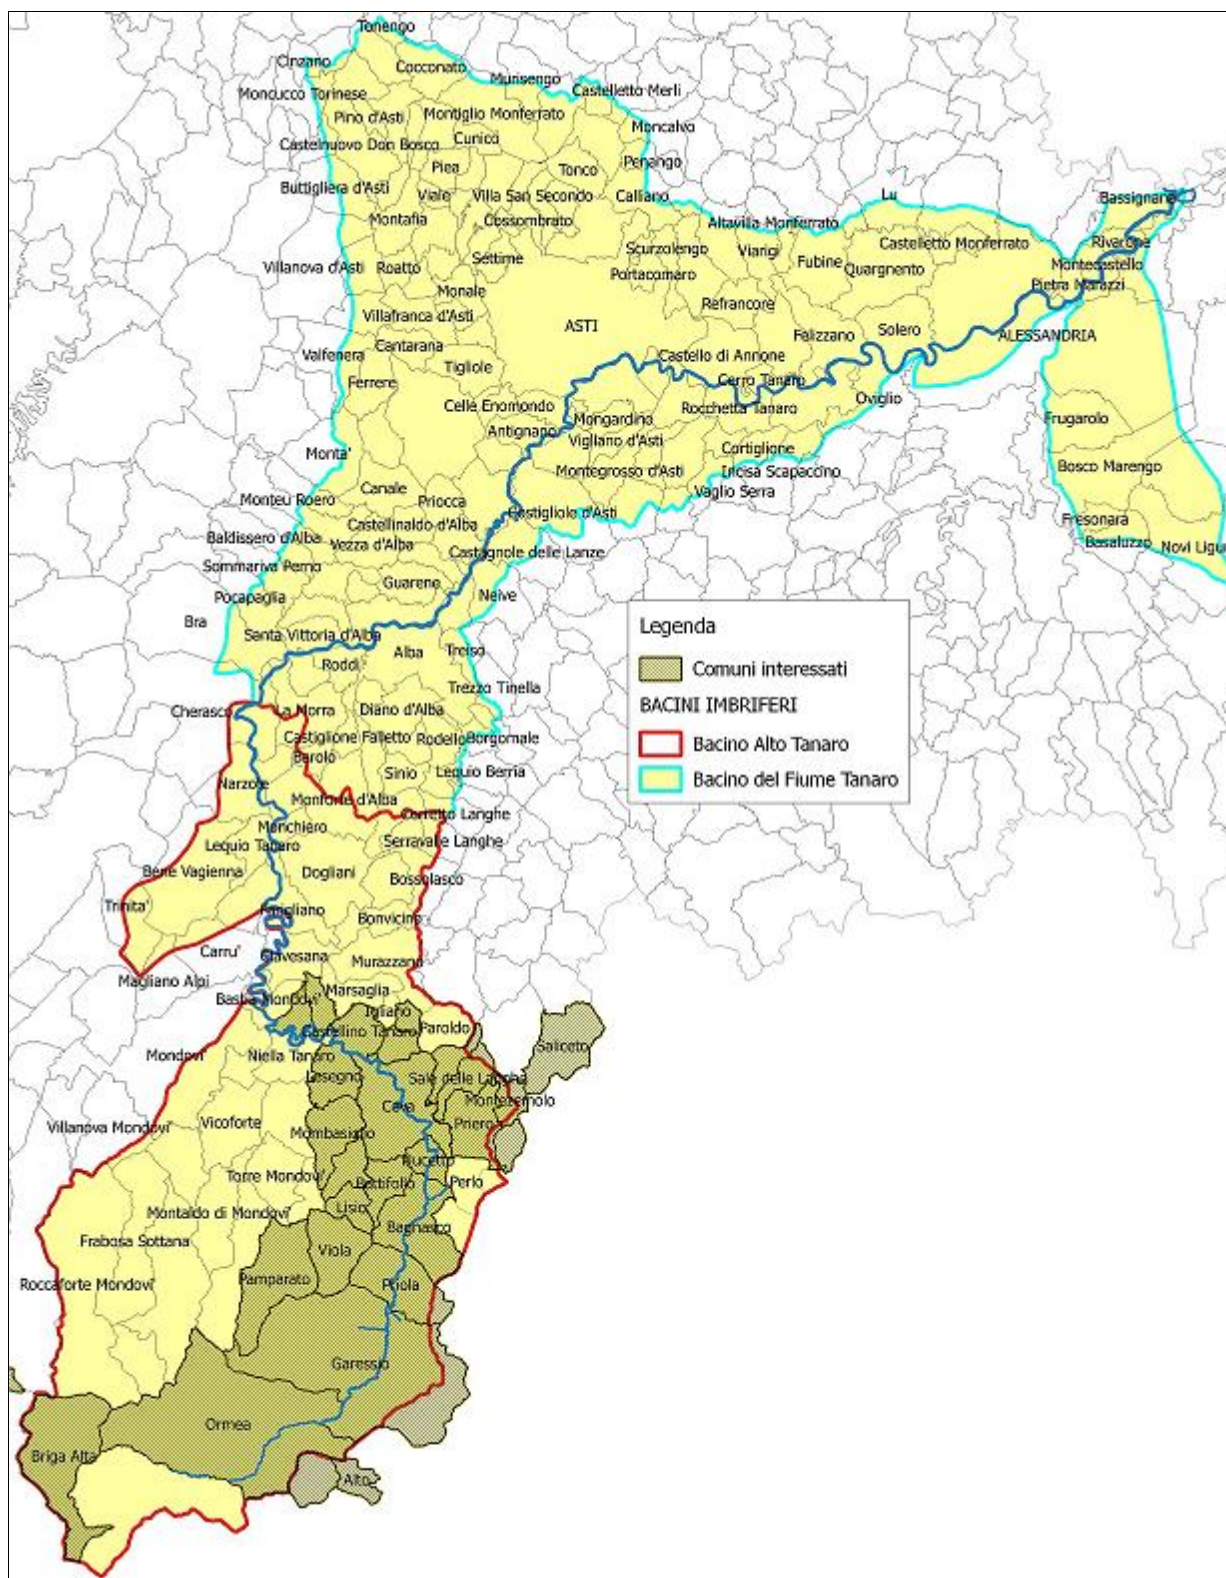 Tonengo
Cinzano
Cocconato
Murisengo
Castelletto Merli
Moncucco Torinese
Pino d'Asti
Montiglio Monferrato
Moncalvo
Castelnuovo Don Bosco
Cunico
Penango
Piea
Tonco
Buttigliera d'Asti
Viale
Villa San Secondo
Calliano
Lu
Bassignana
Montafia
Cossombrato
Altavilla Monferrato
Scurzolengo
Viarigi
Castelletto Monferrato
Rivarone
Villanova d'Asti
Roatto
Settime
Portacomaro
Fubine
Quargnento
Montecastello
Monale
Refrancore
Pietra Marazzi
Villafranca d'Asti
ASTI
Felizzano
Solero
ALESSANDRIA
Valfenera
Cantarana
Tigliole
Castello di Annone
Ferrere
Cerro Tanaro
Celle Enomondo
Rocchetta Tanaro
Oviglio
Antignano
Mongardino
Frugarolo
Vigliano d'Asti
Monta'
Cortiglione
Montegrosso d'Asti
Incisa Scapaccino
Bosco Marengo
Monteu Roero
Canale
Priocca
Vaglio Serra
Costigliole d'Asti
Fresonara
Baldissero d'Alba
Castellinaldo d'Alba
Vezza d'Alba
Castagnole delle Lanze
Basaluzzo
Novi Ligu
Sommariva Perno
Guarene
Pocapaglia
Neive
Bra
Santa Vittoria d'Alba
Alba
Treiso
Roddi
Trezzo Tinella
Cherasco
La Morra
Diano d'Alba
Castiglione Falletto
Rodello
Borgomale
Barolo
Sinio
Lequio Berria
Narzole
Monforte d'Alba
Cerretto Langhe
Monchiero
Lequio Tanaro
Serravalle Langhe
Bene Vagienna
Dogliani
Bossolasco
Trinita'
Farigliano
Bonvicino
Carru'
Clavesana
Murazzano
Magliano Alpi
Marsaglia
Bastia Mondovi'
Igliano
Castellino Tanaro
Paroldo
Saliceto
Mondovi'
Niella Tanaro
Lesegno
Sale delle Langhe
Ceva
Montezemolo
Villanova Mondovi'
Vicoforte
Mombasiglio
Priero
Nucetto
Torre Mondovi'
Battifollo
Perlo
Montaldo di Mondovi'
Lisio
Bagnasco
Frabosa Sottana
Viola
Roccaforte Mondovi'
Pamparato
Priola
Garessio
Ormea
Briga Alta
Alto
Legenda
Comuni interessati
BACINI IMBRIFERI
Bacino Alto Tanaro
Bacino del Fiume Tanaro